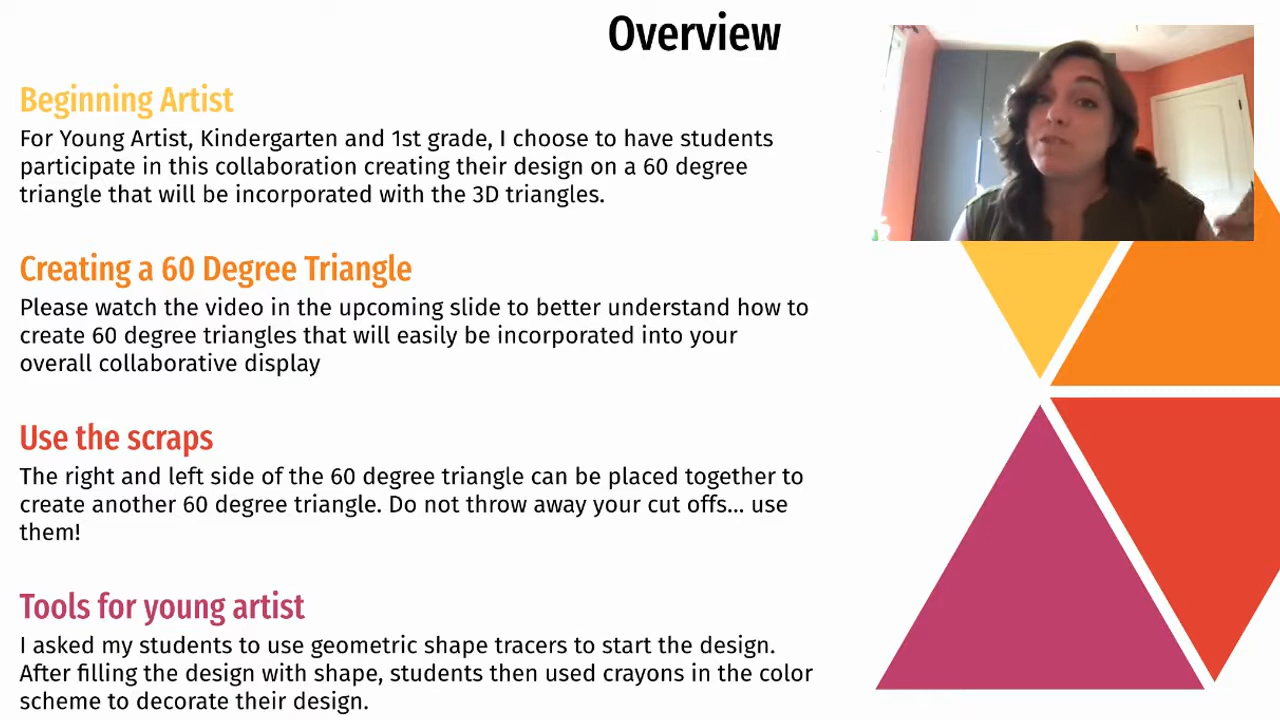 Overview
Beginning Artist
For Young Artist, Kindergarten and 1st grade, I choose to have students
participate in this collaboration creating their design on a 60 degree
triangle that will be incorporated with the 3D triangles.
Creating a 60 Degree Triangle
Please watch the video in the upcoming slide to better understand how to
create 60 degree triangles that will easily be incorporated into your
overall collaborative display
Use the scraps
The right and left side of the 60 degree triangle can be placed together to
create another 60 degree triangle. Do not throw away your cut offs... use
them!
Tools for young artist
I asked my students to use geometric shape tracers to start the design.
After filling the design with shape, students then used crayons in the color
scheme to decorate their design.